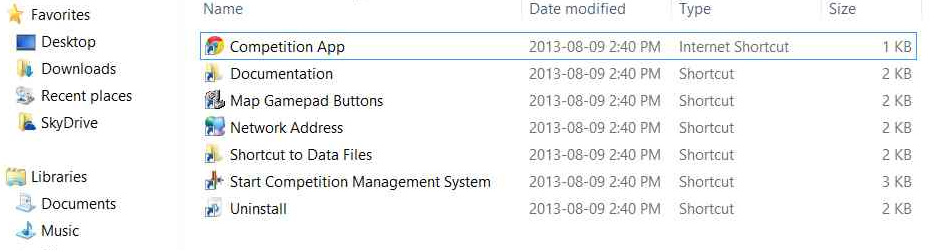 Favorites
Desktop
Downloads
Recent places
SkyDrive
Libraries
Documents
Music
Name Date modified Type Size
Competition App 2013-08-09 2:40 PM Internet Shortcut 1 KB
Documentation 2013-08-09 2:40 PM Shortcut 2 KB
Map Gamepad Buttons 2013-08-09 2:40 PM Shortcut 2 KB
Network Address 2013-08-09 2:40 PM Shortcut 2 KB
Shortcut to Data Files 2013-08-09 2:40 PM Shortcut 2 KB
Start Competition Management System 2013-08-09 2:40 PM Shortcut 3 KB
Uninstall 2013-08-09 2:40 PM Shortcut 2 KB